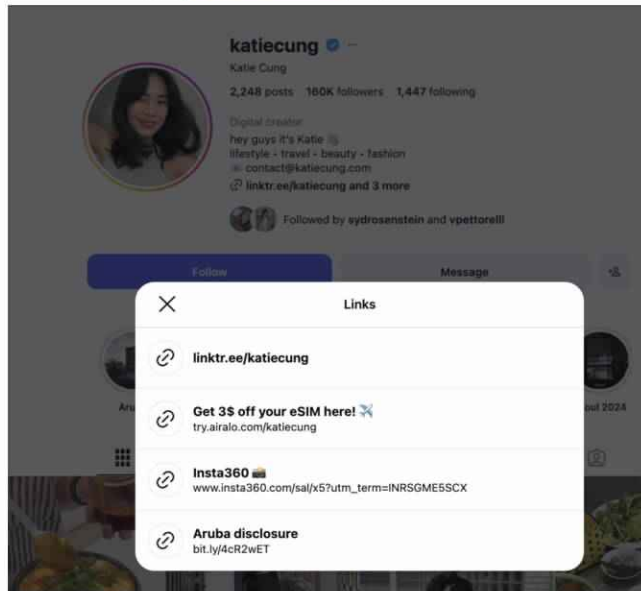 katiecung
Katie Cung
2,248 posts 160K followers 1,447 following
Digital creator
hey guys it's Katie
lifestyle • travel • beauty • fashion
contact@katiecung.com
linktr.ee/katiecung and 3 more
Followed by sydrosenstein and vpettorelli
Follow Message
Links
linktr.ee/katiecung
Get 3$ off your eSIM here! ✈️
try.airalo.com/katiecung
Insta360 📸
www.insta360.com/sal/x5?utm_term=INRSGME5SCX
Aruba disclosure
bit.ly/4cR2wET
2024